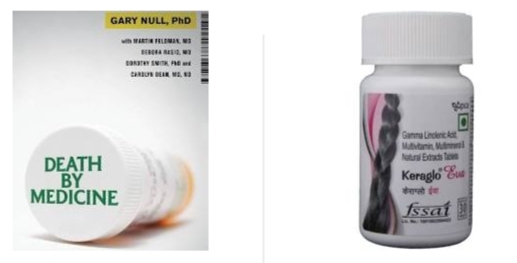 GARY NULL, PhD
with MARTIN FELDMAN, MD
DEBORA RASIO, MD
DOROTHY SMITH, PhD and
CAROLYN DEAN, MD, ND
DEATH
BY
MEDICINE
Gamma Linolenic Acid,
Multivitamin, Multimineral &
Natural Extracts Tablets
Keraglo® Eva
केराग्लो ईवा
fssai